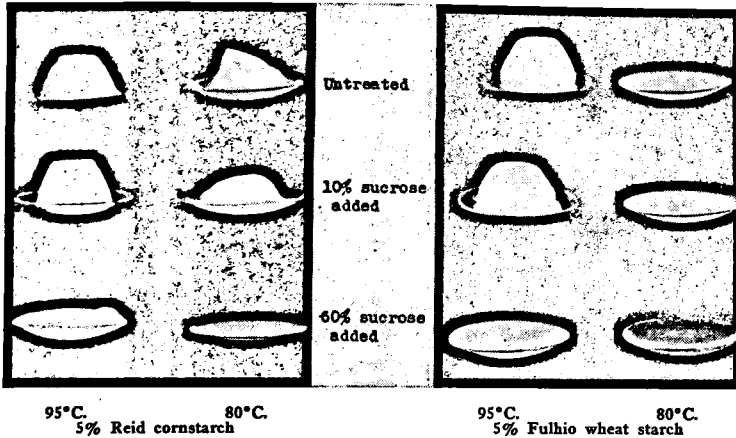 Untreated
10% sucrose
added
60% sucrose
added
95°C. 80°C.
5% Reid cornstarch
95°C. 80°C.
5% Fulhio wheat starch